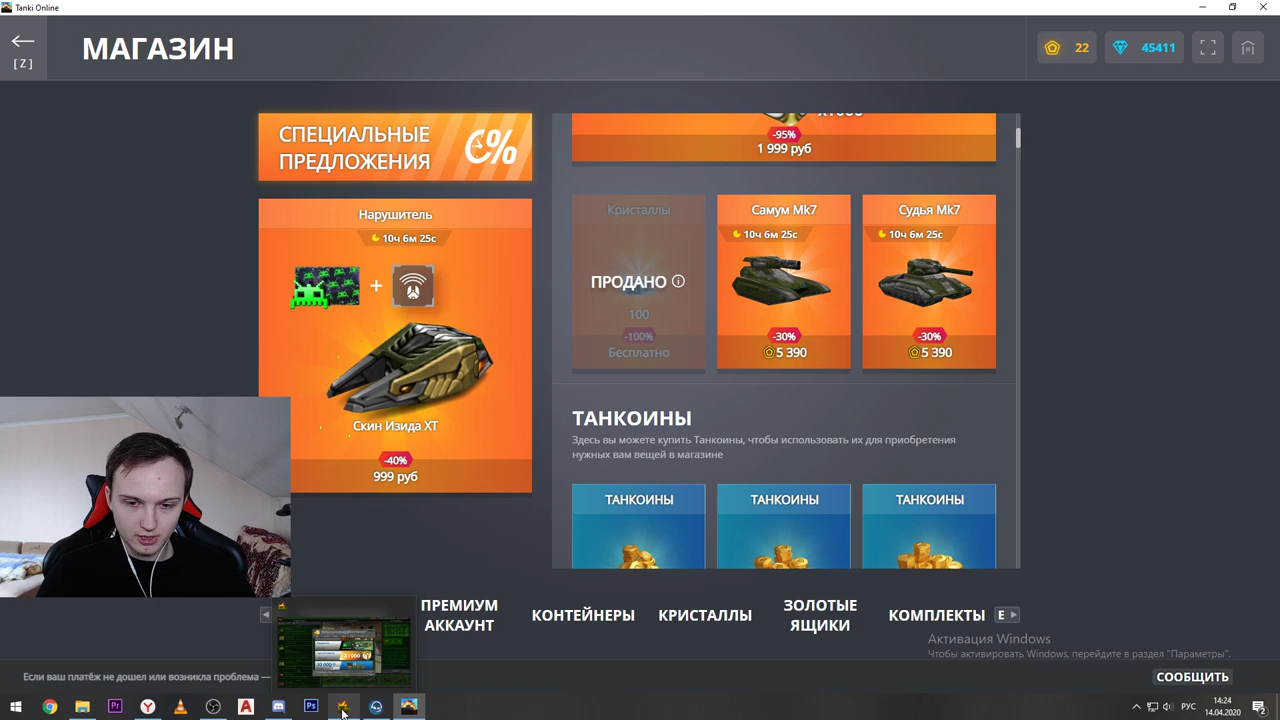 Tanki Online
[ Z ]
МАГАЗИН
22
45411
СПЕЦИАЛЬНЫЕ
ПРЕДЛОЖЕНИЯ
%
Нарушитель
10ч 6м 25с
+
Скин Изида XT
-40%
999 руб
-95%
1 999 руб
Кристаллы
ПРОДАНО
100
-100%
Бесплатно
Самум Mk7
10ч 6м 25с
-30%
5 390
Судья Mk7
10ч 6м 25с
-30%
5 390
ТАНКОИНЫ
Здесь вы можете купить Танкоины, чтобы использовать их для приобретения
нужных вам вещей в магазине
ТАНКОИНЫ
ТАНКОИНЫ
ТАНКОИНЫ
ПРЕМИУМ
АККАУНТ
КОНТЕЙНЕРЫ
КРИСТАЛЛЫ
ЗОЛОТЫЕ
ЯЩИКИ
КОМПЛЕКТЫ
E
Активация Windows
Чтобы активировать Windows, перейдите в раздел "Параметры".
Если ваш платёж не дошел или возникла проблема —
СООБЩИТЬ
Pr
Ps
РУС
14:24
14.04.2020
2